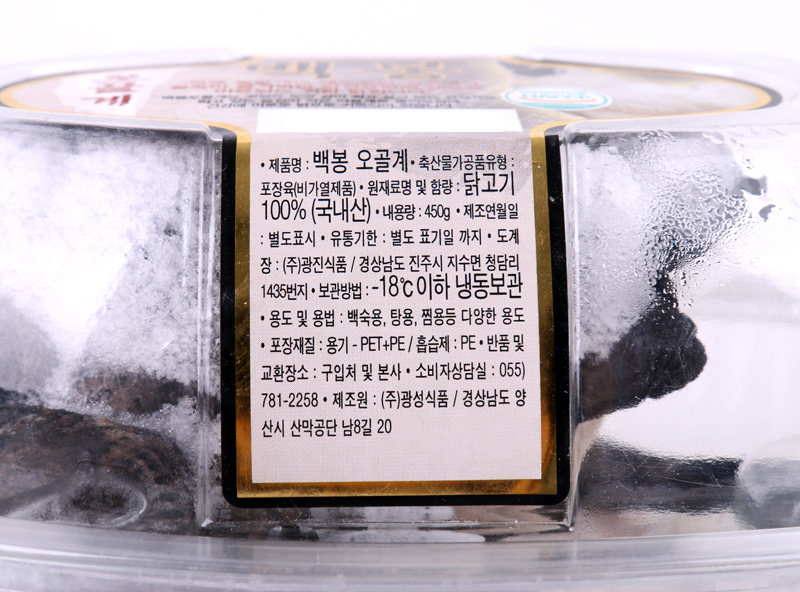 • 제품명 : 백봉 오골계 • 축산물가공품유형 :
포장육(비가열제품) • 원재료명 및 함량 : 닭고기
100% (국내산) • 내용량 : 450g • 제조연월일
: 별도표시 • 유통기한 : 별도 표기일 까지 • 도계
장 : (주)광진식품 / 경상남도 진주시 지수면 청담리
1435번지 • 보관방법 : -18℃이하 냉동보관
• 용도 및 용법 : 백숙용, 탕용, 찜용등 다양한 용도
• 포장재질 : 용기 - PET+PE / 흡습제 : PE • 반품 및
교환장소 : 구입처 및 본사 • 소비자상담실 : 055)
781-2258 • 제조원 : (주)광성식품 / 경상남도 양
산시 산막공단 남8길 20